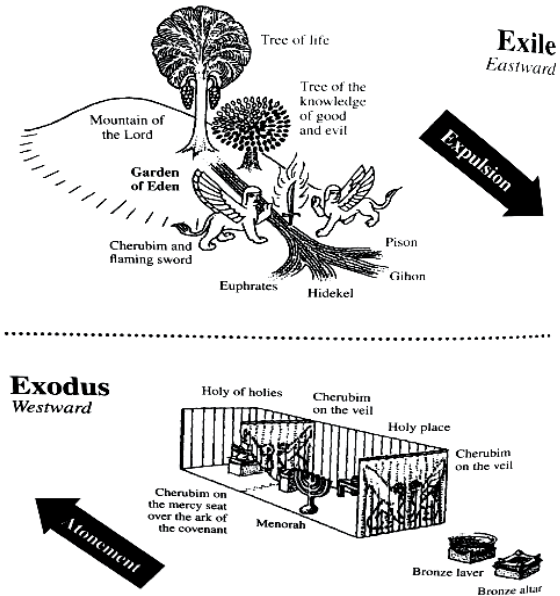 Tree of life
Exile
Eastward
Tree of the
knowledge
of good
and evil
Mountain of
the Lord
Expulsion
Garden
of Eden
Cherubim and
flaming sword
Pison
Gihon
Euphrates
Hidekel
Exodus
Westward
Holy of holies
Cherubim
on the veil
Holy place
Cherubim
on the veil
Atonement
Cherubim on
the mercy seat
over the ark of
the covenant
Menorah
Bronze laver
Bronze altar